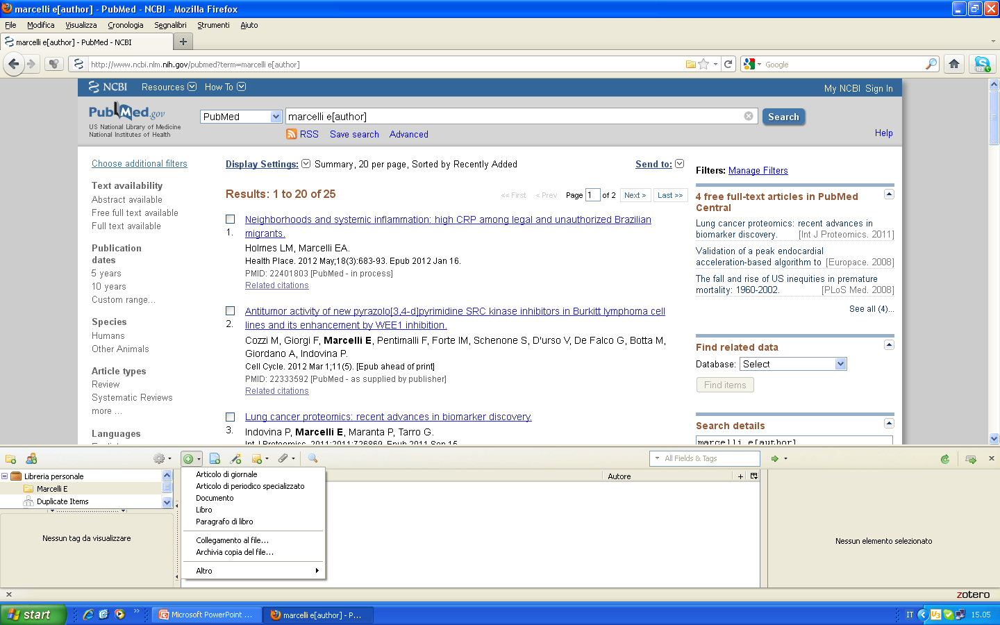 marcelli e[author] - PubMed - NCBI - Mozilla Firefox
File Modifica Visualizza Cronologia Segnalibri Strumenti Aiuto
marcelli e[author] - PubMed - NCBI
http://www.ncbi.nlm.nih.gov/pubmed?term=marcelli e[author]
Google
NCBI Resources How To
My NCBI Sign In
PubMed.gov
US National Library of Medicine
National Institutes of Health
PubMed
marcelli e[author]
Search
RSS Save search Advanced
Help
Choose additional filters
Text availability
Abstract available
Free full text available
Full text available
Publication
dates
5 years
10 years
Custom range...
Species
Humans
Other Animals
Article types
Review
Systematic Reviews
more ...
Languages
Display Settings: Summary, 20 per page, Sorted by Recently Added
Send to:
Results: 1 to 20 of 25
<< First < Prev Page 1 of 2 Next > Last >>
1. Neighborhoods and systemic inflammation: high CRP among legal and unauthorized Brazilian
migrants.
Holmes LM, Marcelli EA.
Health Place. 2012 May;18(3):683-93. Epub 2012 Jan 16.
PMID: 22401803 [PubMed - in process]
Related citations
2. Antitumor activity of new pyrazolo[3,4-d]pyrimidine SRC kinase inhibitors in Burkitt lymphoma cell
lines and its enhancement by WEE1 inhibition.
Cozzi M, Giorgi F, Marcelli E, Pentimalli F, Forte IM, Schenone S, D'urso V, De Falco G, Botta M,
Giordano A, Indovina P.
Cell Cycle. 2012 Mar 1;11(5). [Epub ahead of print]
PMID: 22333592 [PubMed - as supplied by publisher]
Related citations
3. Lung cancer proteomics: recent advances in biomarker discovery.
Indovina P, Marcelli E, Maranta P, Tarro G.
Int J Proteomics. 2011;2011:726869. Epub 2011 Sep 15.
Filters: Manage Filters
4 free full-text articles in PubMed
Central
Lung cancer proteomics: recent advances in
biomarker discovery. [Int J Proteomics. 2011]
Validation of a peak endocardial
acceleration-based algorithm to [Europace. 2008]
The fall and rise of US inequities in premature
mortality: 1960-2002. [PLoS Med. 2008]
See all (4)...
Find related data
Database: Select
Find items
Search details
marcelli e[author]
All Fields & Tags
Libreria personale
Marcelli E
Duplicate Items
Nessun tag da visualizzare
Articolo di giornale
Articolo di periodico specializzato
Documento
Libro
Paragrafo di libro
Collegamento al file...
Archivia copia del file...
Altro
Autore
Nessun elemento selezionato
zotero
start
Microsoft PowerPoint ...
marcelli e[author] - P...
IT
15.05